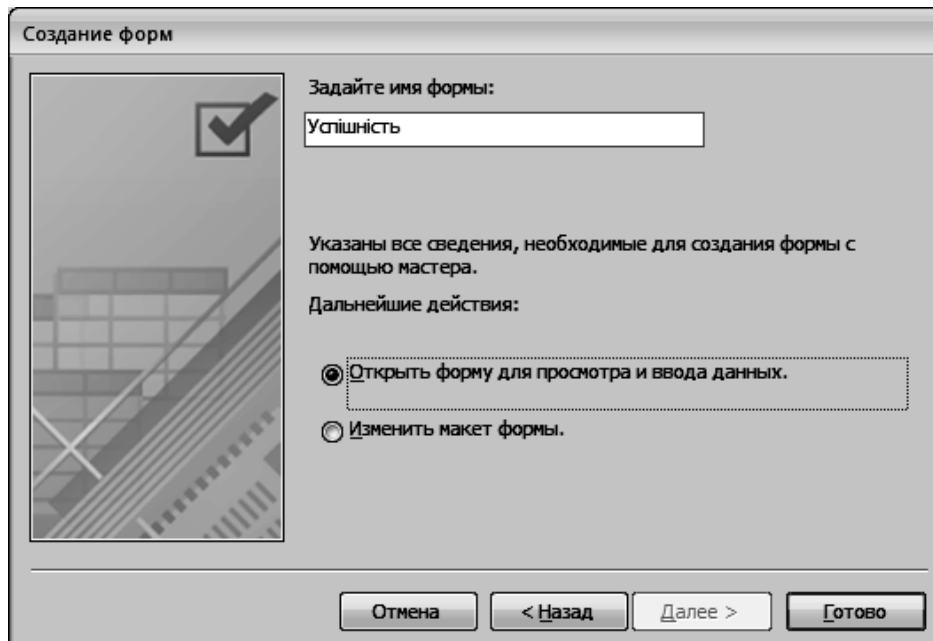 Создание форм
Задайте имя формы:
Успішність
Указаны все сведения, необходимые для создания формы с
помощью мастера.
Дальнейшие действия:
Открыть форму для просмотра и ввода данных.
Изменить макет формы.
Отмена
< Назад
Далее >
Готово